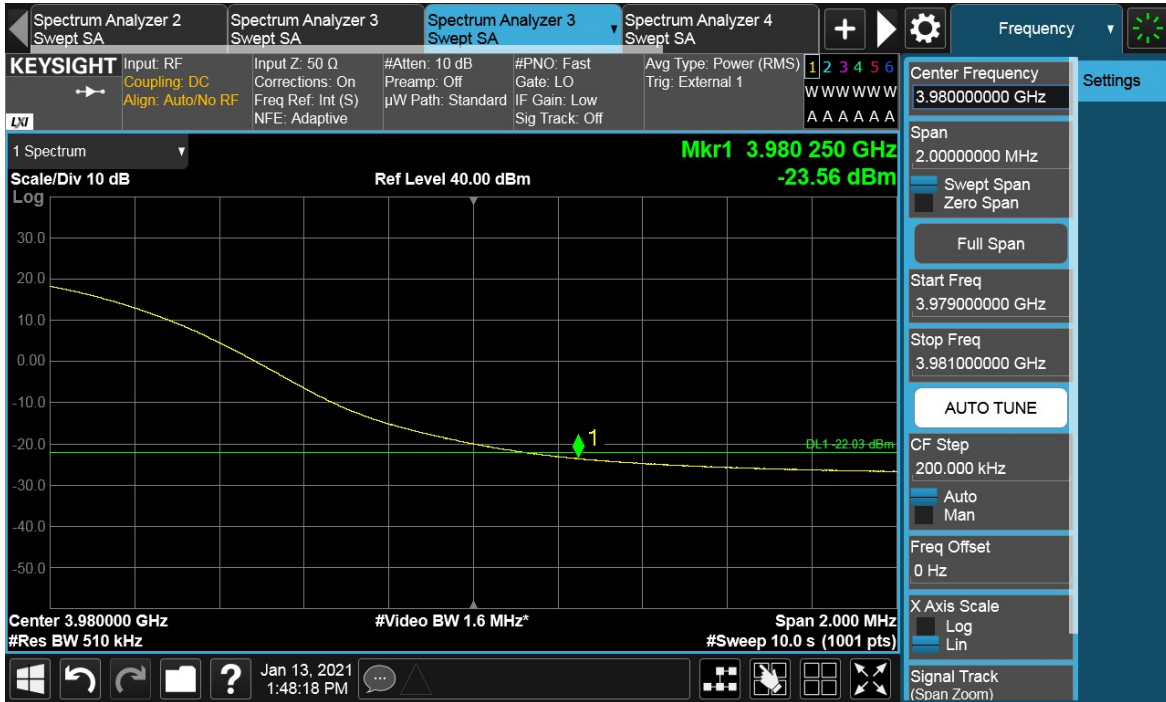 Spectrum Analyzer 2
Swept SA
Spectrum Analyzer 3
Swept SA
Spectrum Analyzer 3
Swept SA
Spectrum Analyzer 4
Swept SA
Frequency
KEYSIGHT
LXI
Input: RF
Coupling: DC
Align: Auto/No RF
Input Z: 50 Ω
Corrections: On
Freq Ref: Int (S)
NFE: Adaptive
#Atten: 10 dB
Preamp: Off
µW Path: Standard
#PNO: Fast
Gate: LO
IF Gain: Low
Sig Track: Off
Avg Type: Power (RMS)
Trig: External 1
1 2 3 4 5 6
W W W W W W
A A A A A A
1 Spectrum
Mkr1 3.980 250 GHz
Scale/Div 10 dB
Ref Level 40.00 dBm
-23.56 dBm
Log
30.0
20.0
10.0
0.00
-10.0
-20.0
-40.0
-50.0
1
DL1 -22.03 dBm
Center 3.980000 GHz
#Video BW 1.6 MHz*
Span 2.000 MHz
#Res BW 510 kHz
#Sweep 10.0 s (1001 pts)
?
Jan 13, 2021
1:48:18 PM
Center Frequency
3.980000000 GHz
Settings
Span
2.00000000 MHz
Swept Span
Zero Span
Full Span
Start Freq
3.979000000 GHz
Stop Freq
3.981000000 GHz
AUTO TUNE
CF Step
200.000 kHz
Auto
Man
Freq Offset
0 Hz
X Axis Scale
Log
Lin
Signal Track
(Span Zoom)